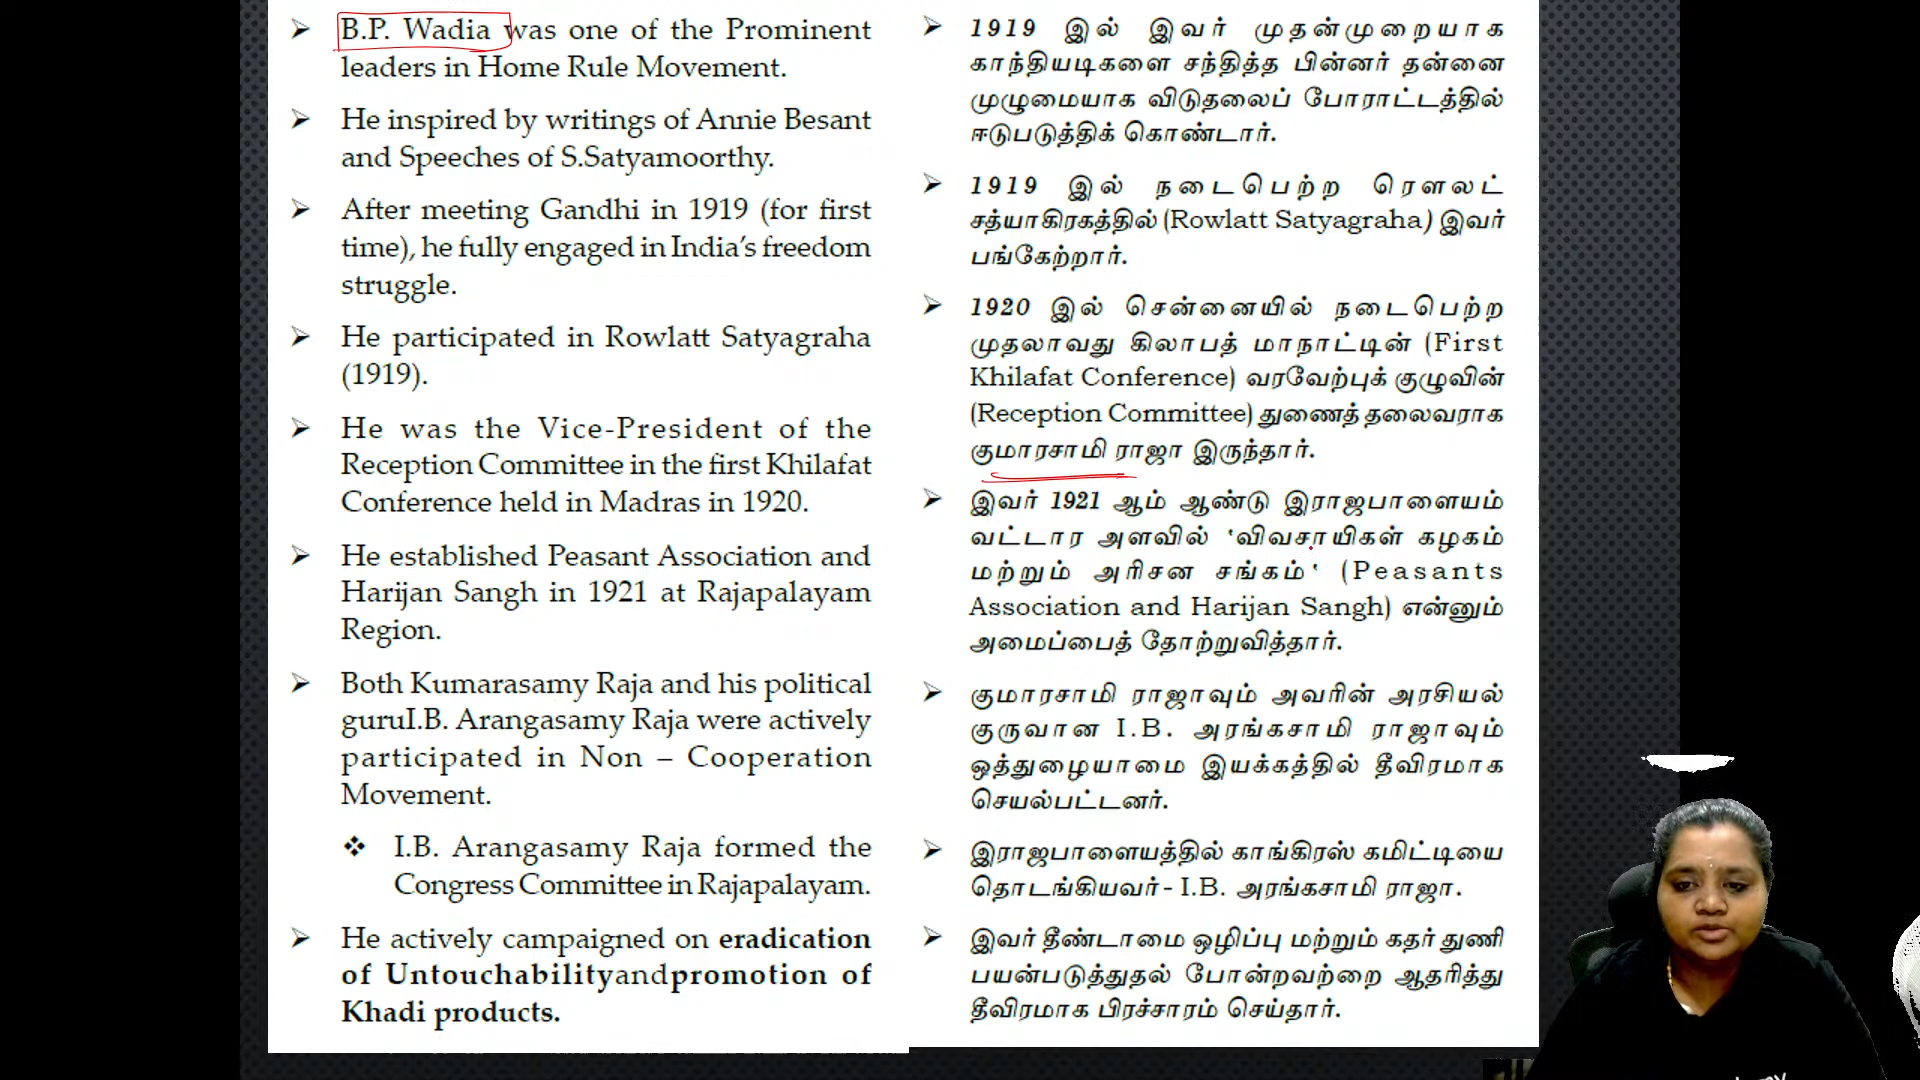 ➢ B.P. Wadia was one of the Prominent
leaders in Home Rule Movement.
➢ He inspired by writings of Annie Besant
and Speeches of S.Satyamoorthy.
➢ After meeting Gandhi in 1919 (for first
time), he fully engaged in India's freedom
struggle.
➢ He participated in Rowlatt Satyagraha
(1919).
➢ He was the Vice-President of the
Reception Committee in the first Khilafat
Conference held in Madras in 1920.
➢ He established Peasant Association and
Harijan Sangh in 1921 at Rajapalayam
Region.
➢ Both Kumarasamy Raja and his political
guruI.B. Arangasamy Raja were actively
participated in Non – Cooperation
Movement.
❖ I.B. Arangasamy Raja formed the
Congress Committee in Rajapalayam.
➢ He actively campaigned on eradication
of Untouchabilityandpromotion of
Khadi products.
➢ 1919 இல் இவர் முதன்முறையாக
காந்தியடிகளை சந்தித்த பின்னர் தன்னை
முழுமையாக விடுதலைப் போராட்டத்தில்
ஈடுபடுத்திக் கொண்டார்.
➢ 1919 இல் நடைபெற்ற ரௌலட்
சத்யாகிரகத்தில் (Rowlatt Satyagraha) இவர்
பங்கேற்றார்.
➢ 1920 இல் சென்னையில் நடைபெற்ற
முதலாவது கிலாபத் மாநாட்டின் (First
Khilafat Conference) வரவேற்புக் குழுவின்
(Reception Committee) துணைத் தலைவராக
குமாரசாமி ராஜா இருந்தார்.
➢ இவர் 1921 ஆம் ஆண்டு இராஜபாளையம்
வட்டார அளவில் ‘விவசாயிகள் கழகம்
மற்றும் அரிசன சங்கம்‘ (Peasants
Association and Harijan Sangh) என்னும்
அமைப்பைத் தோற்றுவித்தார்.
➢ குமாரசாமி ராஜாவும் அவரின் அரசியல்
குருவான I.B. அரங்கசாமி ராஜாவும்
ஒத்துழையாமை இயக்கத்தில் தீவிரமாக
செயல்பட்டனர்.
➢ இராஜபாளையத்தில் காங்கிரஸ் கமிட்டியை
தொடங்கியவர் - I.B. அரங்கசாமி ராஜா.
➢ இவர் தீண்டாமை ஒழிப்பு மற்றும் கதர் துணி
பயன்படுத்துதல் போன்றவற்றை ஆதரித்து
தீவிரமாக பிரச்சாரம் செய்தார்.